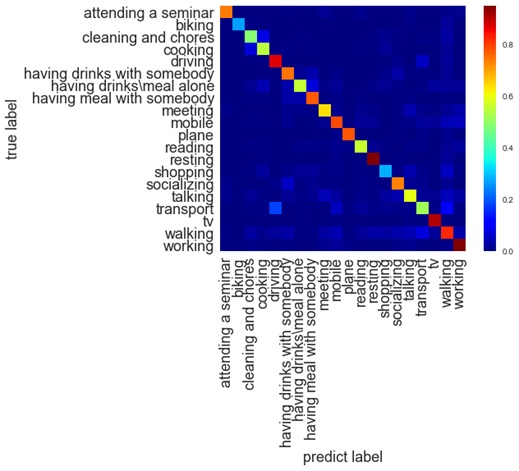 attending a seminar
biking
cleaning and chores
cooking
driving
having drinks with somebody
having drinks\meal alone
having meal with somebody
meeting
mobile
plane
reading
resting
shopping
socializing
talking
transport
tv
walking
working
true label
attending a seminar
biking
cleaning and chores
cooking
driving
having drinks with somebody
having drinks\meal alone
having meal with somebody
meeting
mobile
plane
reading
resting
shopping
socializing
talking
transport
tv
walking
working
predict label
0.8
0.6
0.4
0.2
0.0